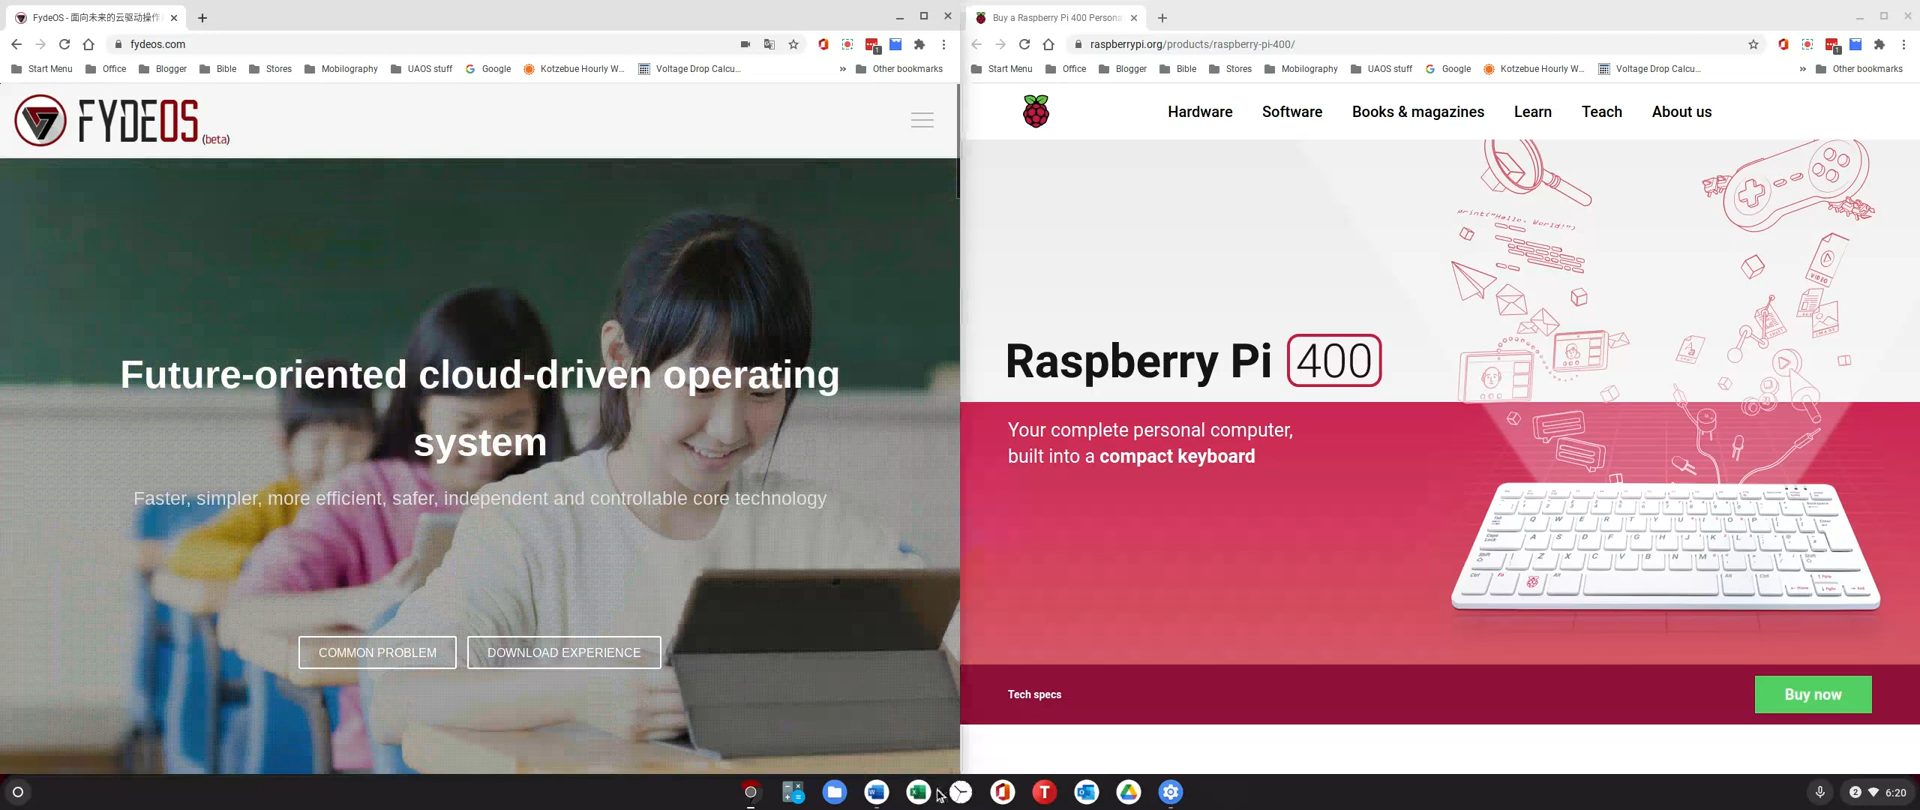 FydeOS - 面向未来的云驱动操作
fydeos.com
Start Menu
Office
Blogger
Bible
Stores
Mobilography
UAOS stuff
Google
Kotzebue Hourly W...
Voltage Drop Calcu...
»
Other bookmarks
FYDEOS (beta)
Future-oriented cloud-driven operating
system
Faster, simpler, more efficient, safer, independent and controllable core technology
COMMON PROBLEM
DOWNLOAD EXPERIENCE
Buy a Raspberry Pi 400 Persona
raspberrypi.org/products/raspberry-pi-400/
Start Menu
Office
Blogger
Bible
Stores
Mobilography
UAOS stuff
Google
Kotzebue Hourly W...
Voltage Drop Calcu...
»
Other bookmarks
Hardware
Software
Books & magazines
Learn
Teach
About us
print("Hello, World!")
VIDEO
Raspberry Pi 400
Your complete personal computer,
built into a compact keyboard
Tech specs
Buy now
2
6:20